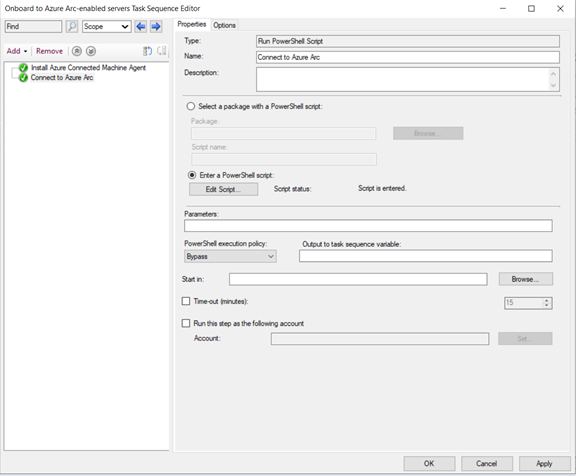 Onboard to Azure Arc-enabled servers Task Sequence Editor
Find
Scope
Add
Remove
Install Azure Connected Machine Agent
Connect to Azure Arc
Properties
Options
Type:
Run PowerShell Script
Name:
Connect to Azure Arc
Description:
Select a package with a PowerShell script:
Package:
Browse...
Script name:
Enter a PowerShell script:
Edit Script...
Script status:
Script is entered.
Parameters:
PowerShell execution policy:
Output to task sequence variable:
Bypass
Start in:
Browse...
Time-out (minutes):
15
Run this step as the following account
Account:
Set...
OK
Cancel
Apply